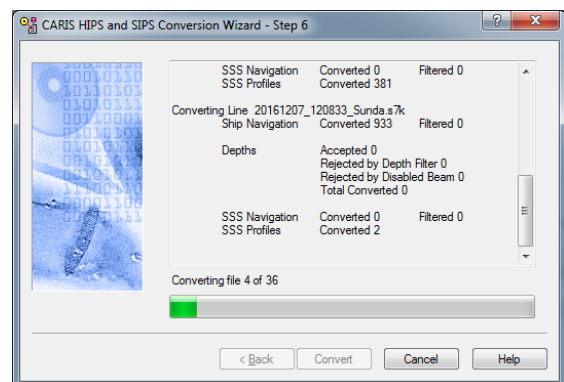 CARIS HIPS and SIPS Conversion Wizard - Step 6
SSS Navigation Converted 0 Filtered 0
SSS Profiles Converted 381
Converting Line 20161207_120833_Sunda.s7k
Ship Navigation Converted 933 Filtered 0
Depths Accepted 0
Rejected by Depth Filter 0
Rejected by Disabled Beam 0
Total Converted 0
SSS Navigation Converted 0 Filtered 0
SSS Profiles Converted 2
Converting file 4 of 36
< Back Convert Cancel Help